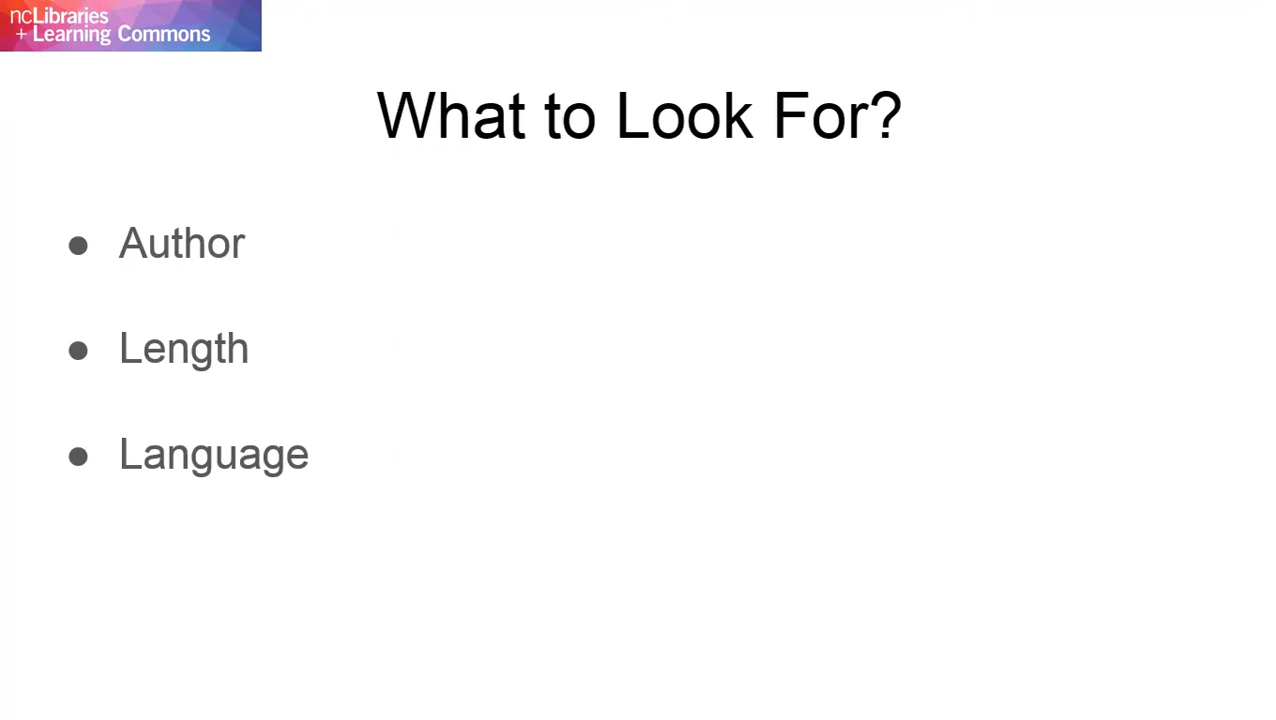 ncLibraries
+ Learning Commons
What to Look For?
● Author
● Length
● Language